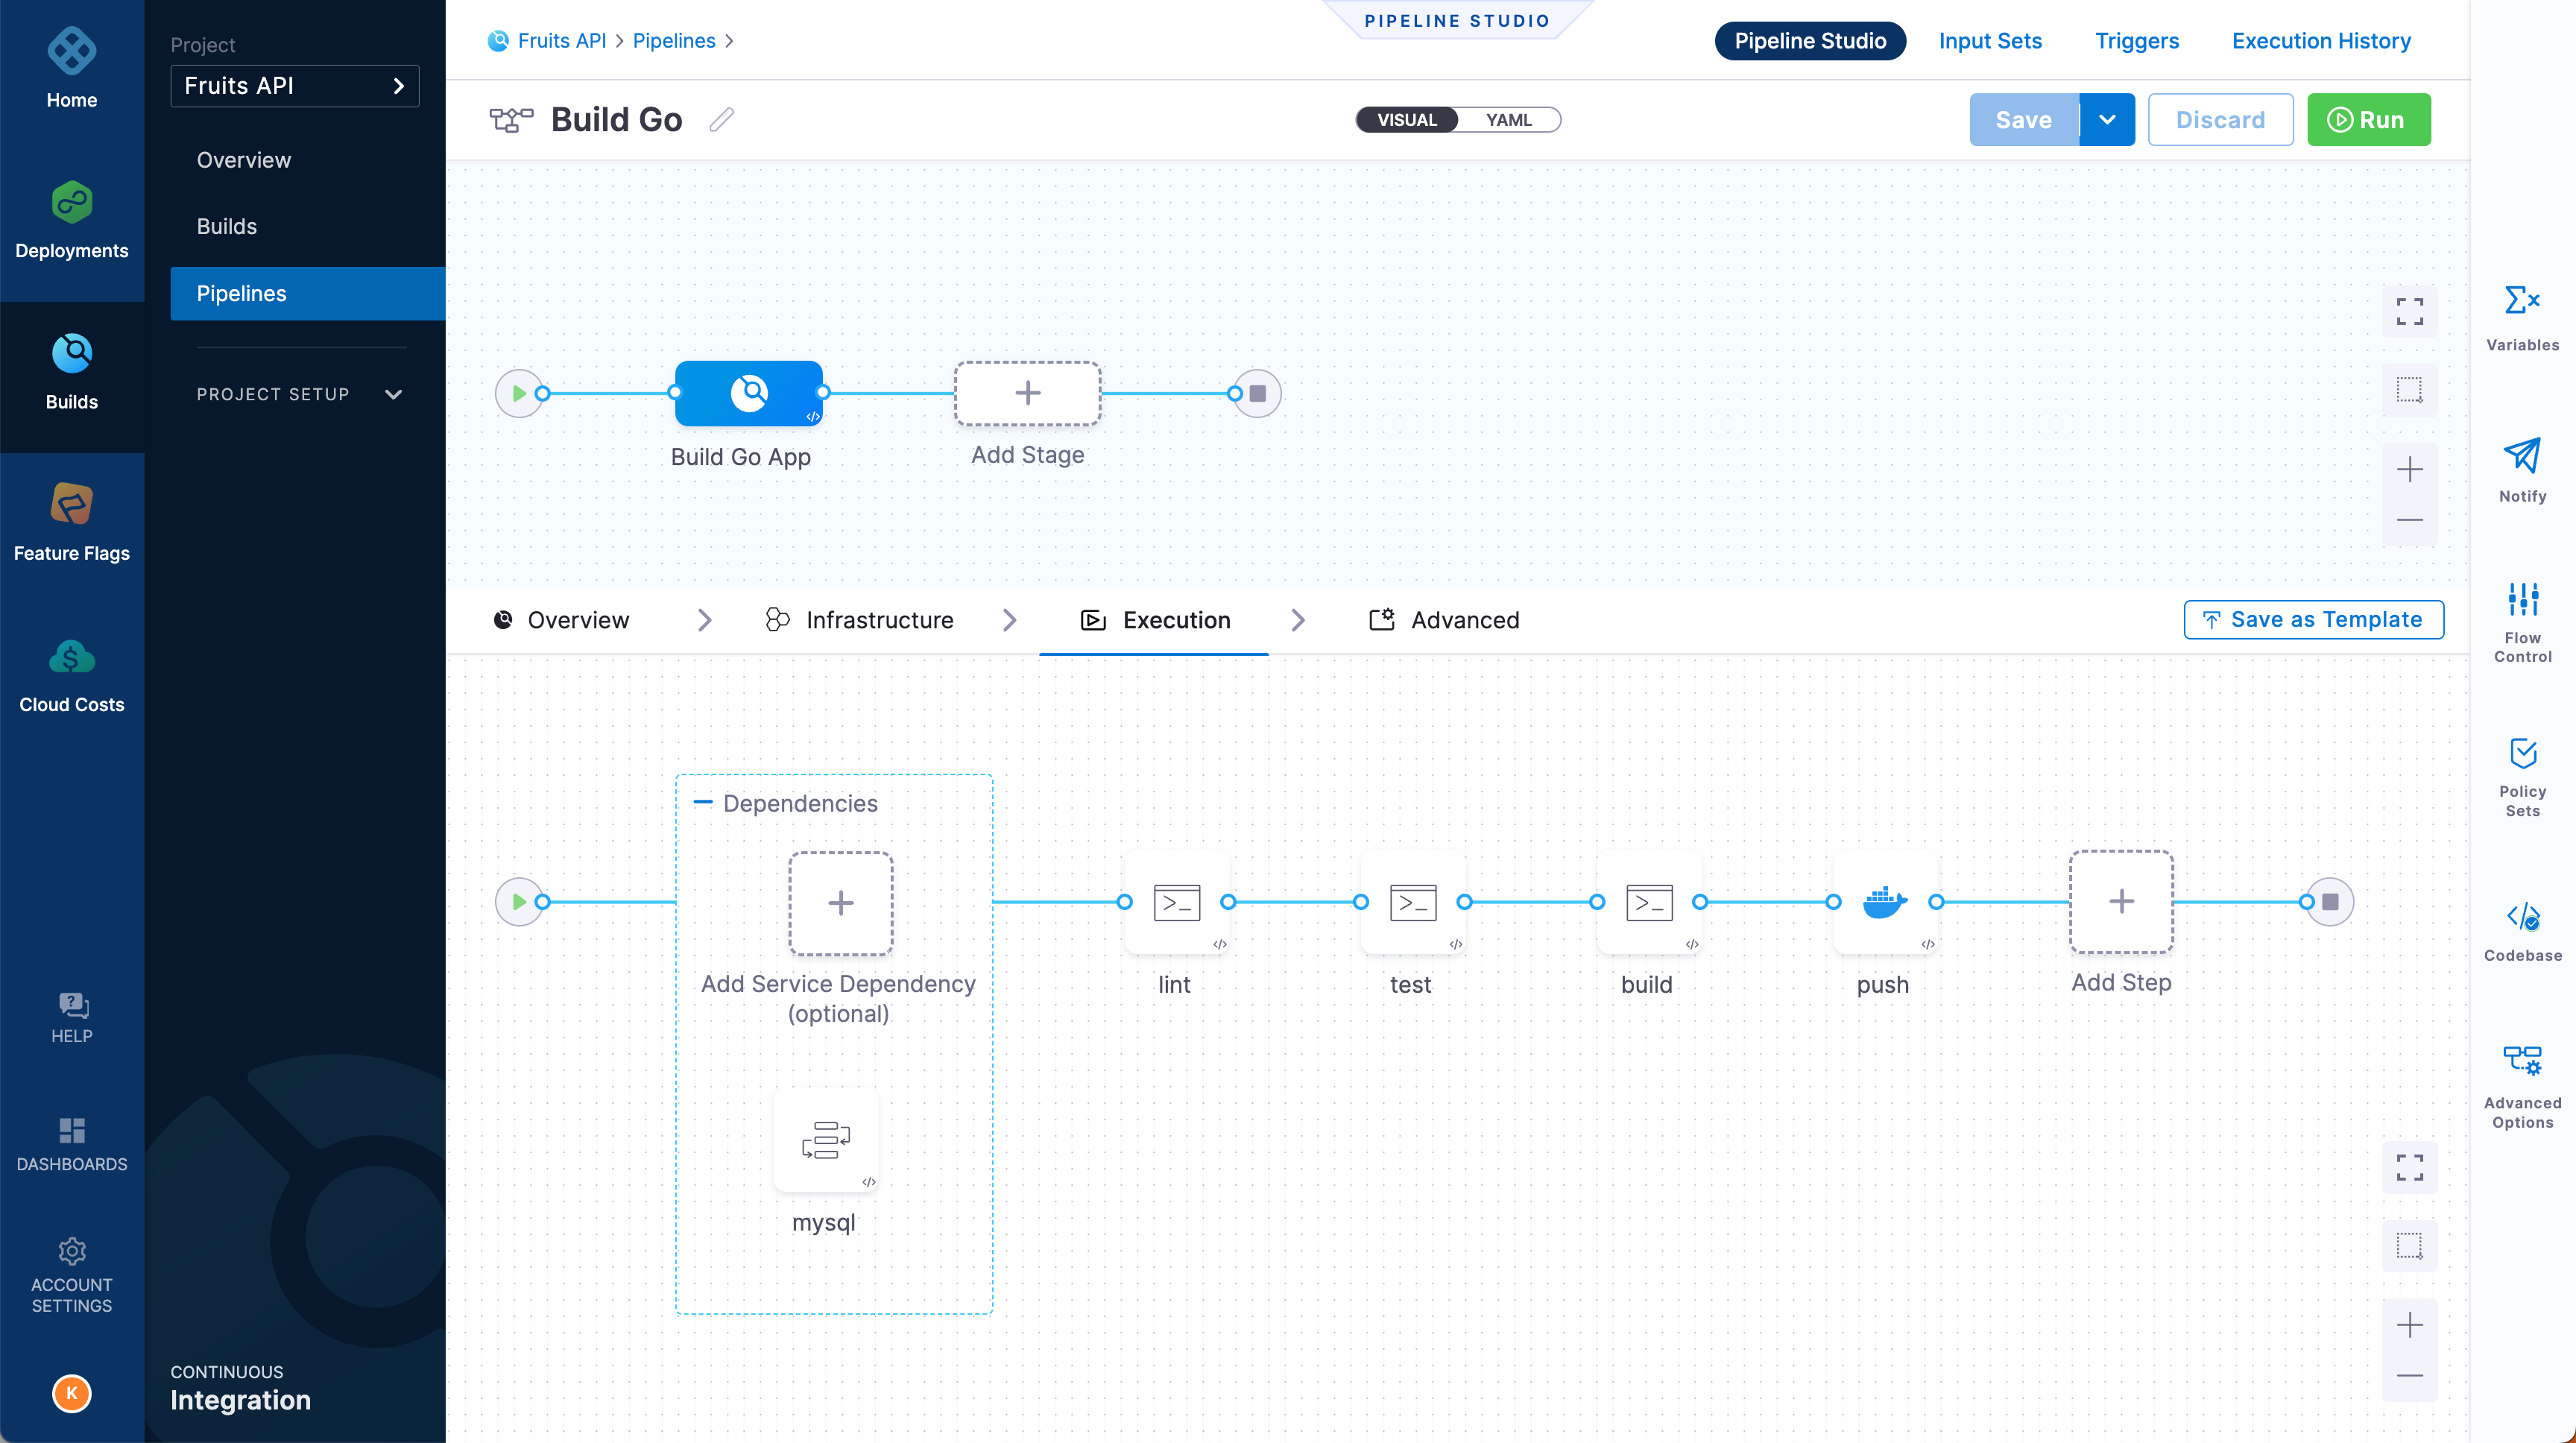 Home
Deployments
Builds
Feature Flags
Cloud Costs
HELP
DASHBOARDS
ACCOUNT
SETTINGS
K
Project
Fruits API
Overview
Builds
Pipelines
PROJECT SETUP
CONTINUOUS
Integration
Fruits API > Pipelines >
PIPELINE STUDIO
Pipeline Studio
Input Sets
Triggers
Execution History
Build Go
VISUAL
YAML
Save
Discard
Run
Build Go App
Add Stage
Overview
Infrastructure
Execution
Advanced
Save as Template
Dependencies
Add Service Dependency
(optional)
mysql
lint
test
build
push
Add Step
Variables
Notify
Flow
Control
Policy
Sets
Codebase
Advanced
Options